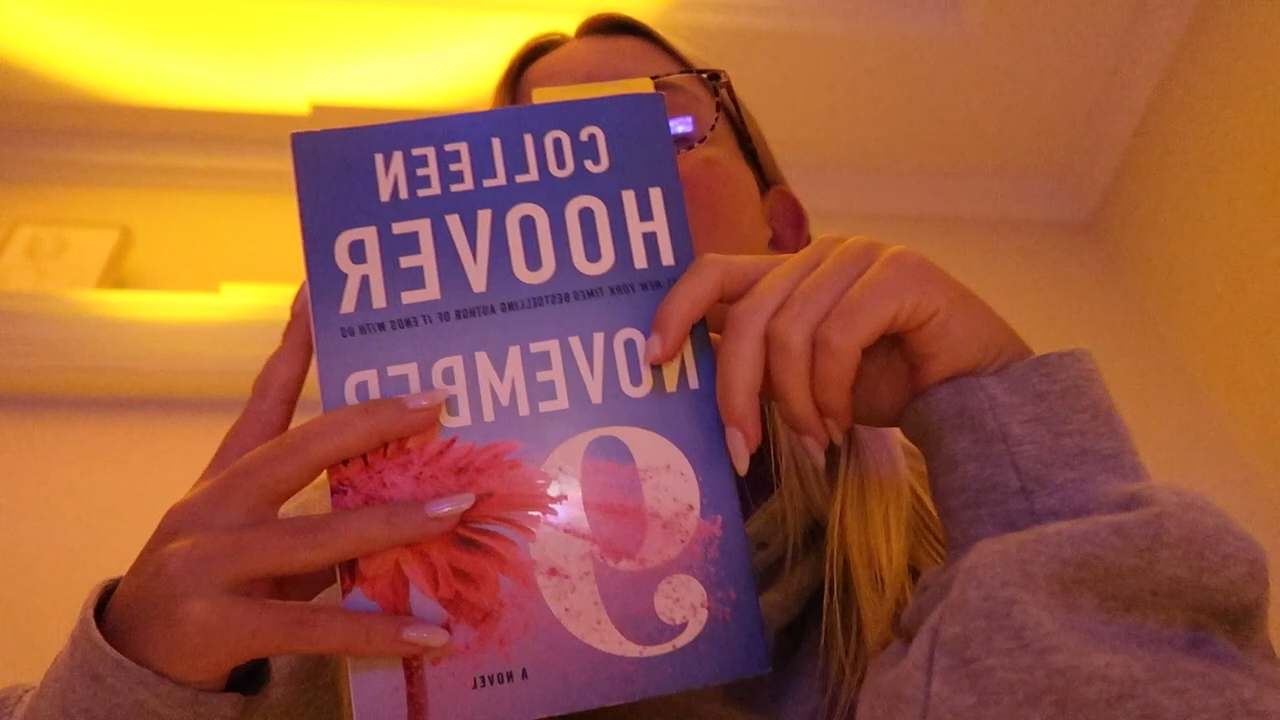 COLLEEN
HOOVER
NEW YORK TIMES BESTSELLING AUTHOR OF IT ENDS WITH US
NOVEMBER
9
A NOVEL